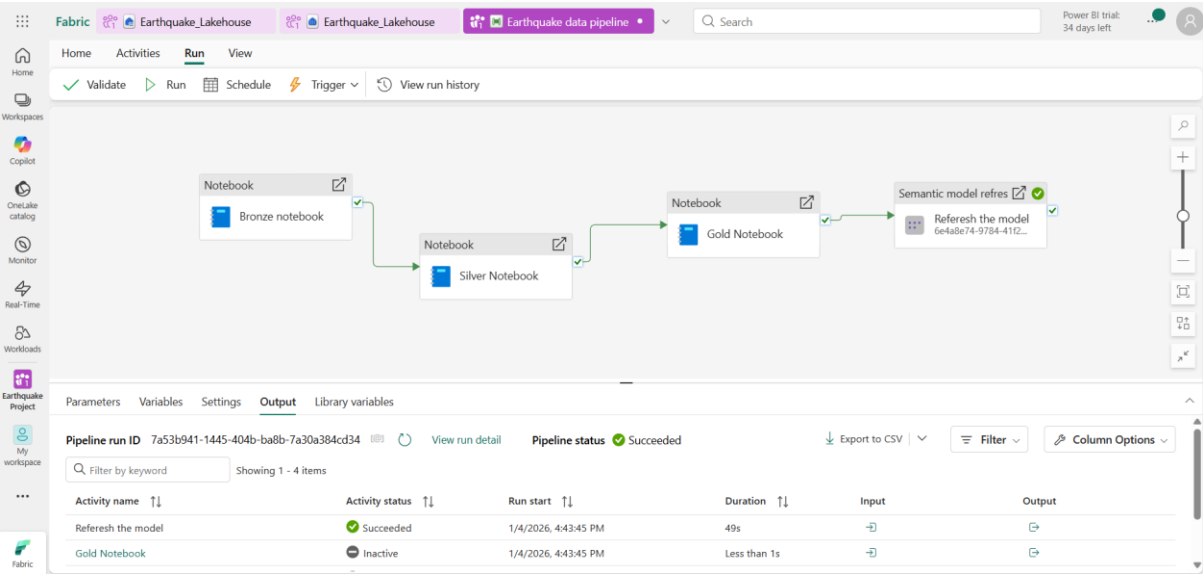 Fabric
Earthquake_Lakehouse
Earthquake_Lakehouse
Earthquake data pipeline
Search
Power BI trial:
34 days left
Home
Activities
Run
View
Validate
Run
Schedule
Trigger
View run history
Home
Workspaces
Copilot
OneLake
catalog
Monitor
Real-Time
Workloads
Earthquake
Project
My
workspace
Fabric
Notebook
Bronze notebook
Notebook
Silver Notebook
Notebook
Gold Notebook
Semantic model refres
Referesh the model
6e4a8e74-9784-41f2...
Parameters
Variables
Settings
Output
Library variables
Pipeline run ID 7a53b941-1445-404b-ba8b-7a30a384cd34
View run detail
Pipeline status Succeeded
Export to CSV
Filter
Column Options
Filter by keyword
Showing 1 - 4 items
Activity name Activity status Run start Duration Input Output
Referesh the model Succeeded 1/4/2026, 4:43:45 PM 49s
Gold Notebook Inactive 1/4/2026, 4:43:45 PM Less than 1s